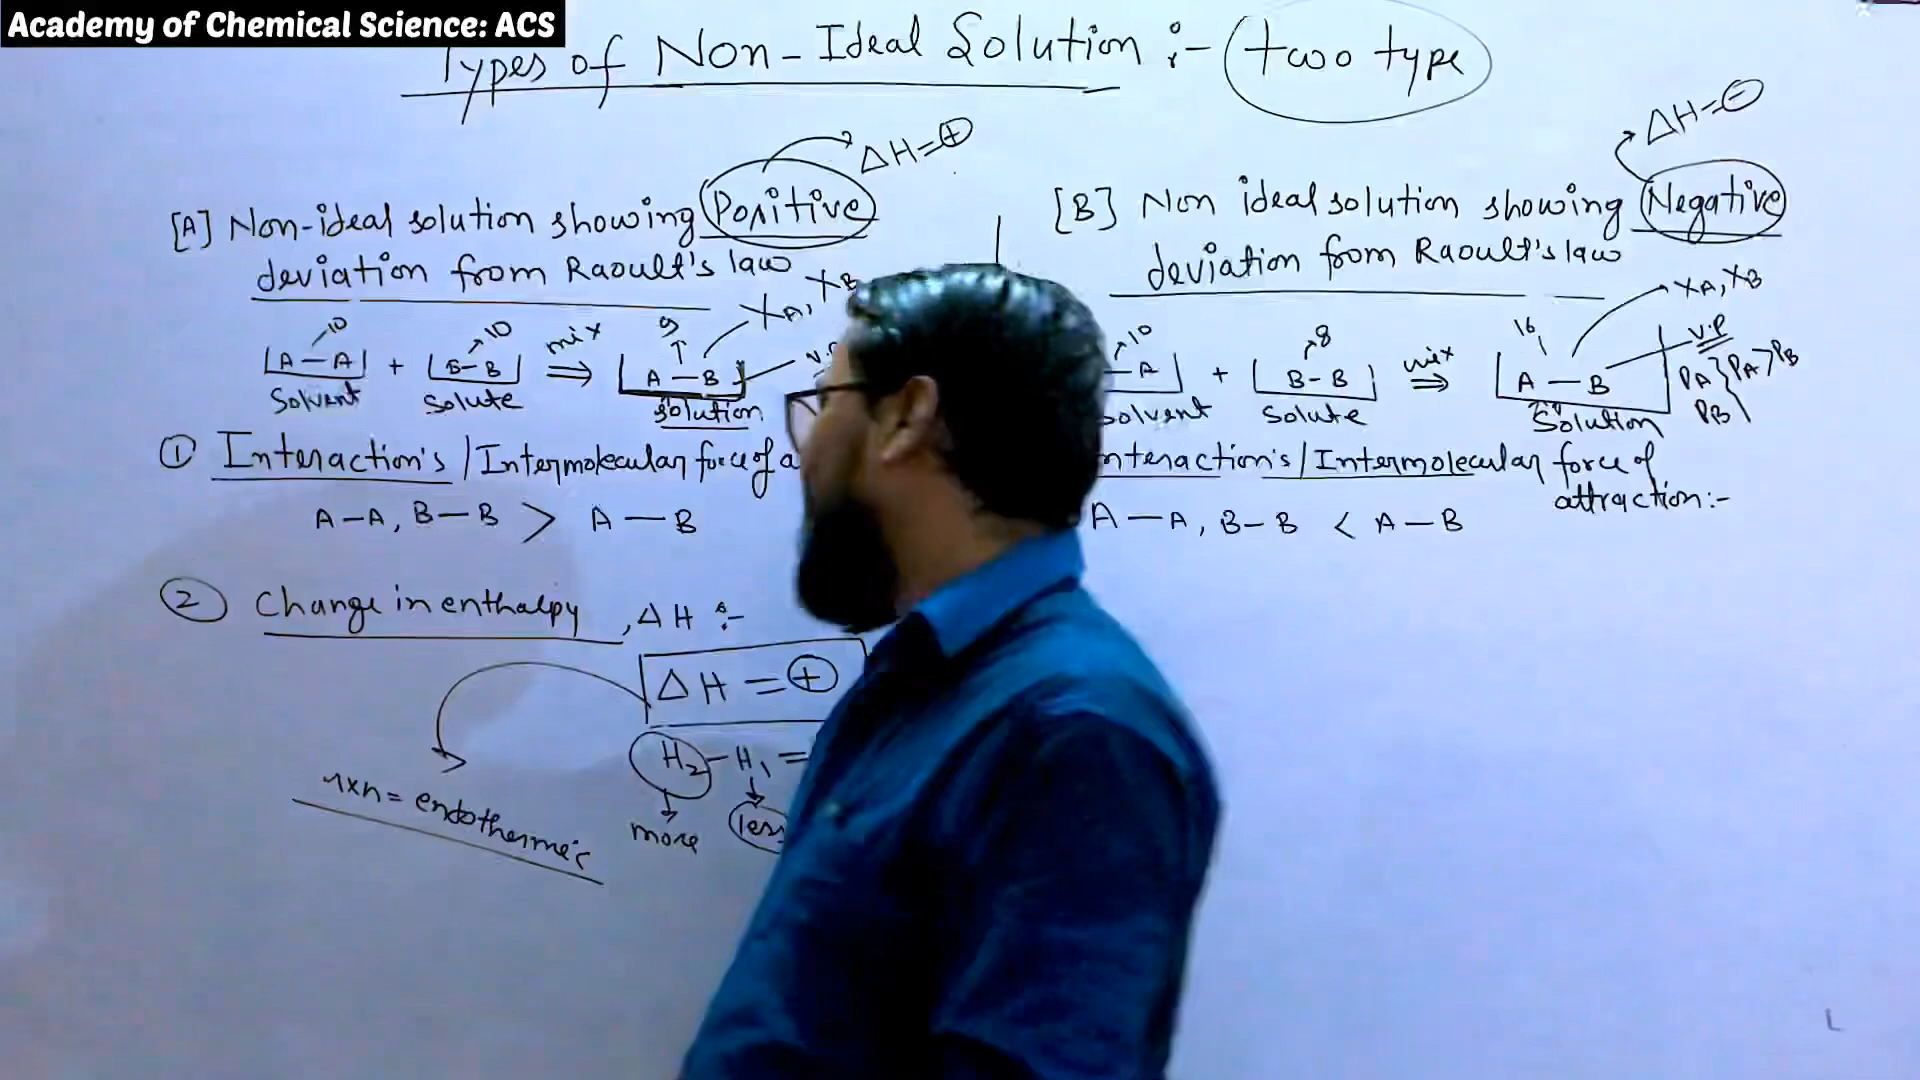 Academy of Chemical Science: ACS
Types of Non-Ideal Solution :- two type
ΔH=⊕
[A] Non-ideal solution showing Positive
deviation from Raoult's law
XA, XB
10
10
mix
9
A-A + B-B ⇒ A-B
Solvent Solute solution
① Interaction's / Intermolecular force of a
A-A, B-B > A-B
② Change in enthalpy, ΔH :-
ΔH = ⊕
H2 - H1 =
more less
rxn = endothermic
ΔH=⊖
[B] Non ideal solution showing Negative
deviation from Raoult's law
XA, XB
10
8
mix
16
V.P
-A + B-B ⇒ A-B PA PB PA>PB
solvent Solute Solution
nteraction's / Intermolecular force of
attraction:-
A-A, B-B < A-B